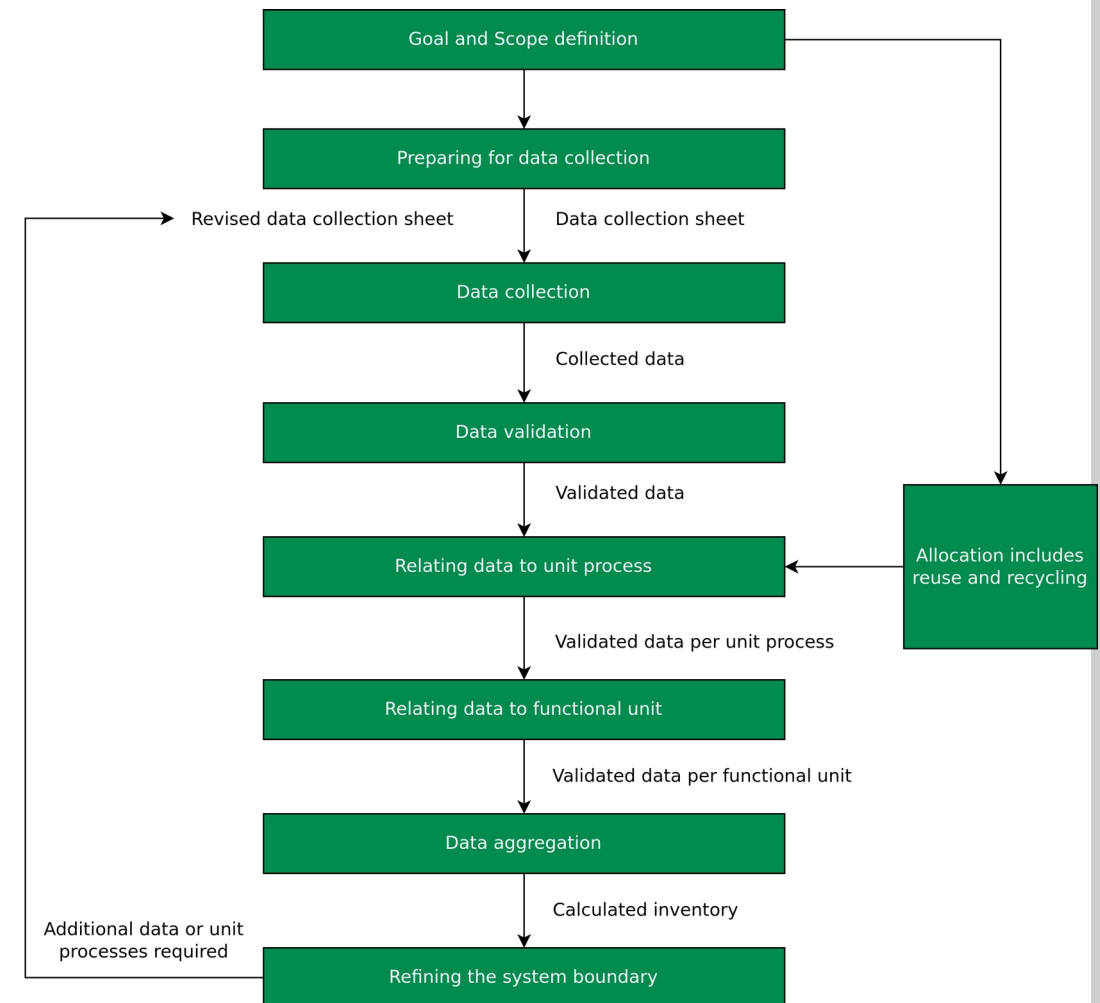 Goal and Scope definition
Preparing for data collection
Revised data collection sheet
Data collection sheet
Data collection
Collected data
Data validation
Validated data
Relating data to unit process
Allocation includes
reuse and recycling
Validated data per unit process
Relating data to functional unit
Validated data per functional unit
Data aggregation
Calculated inventory
Additional data or unit
processes required
Refining the system boundary